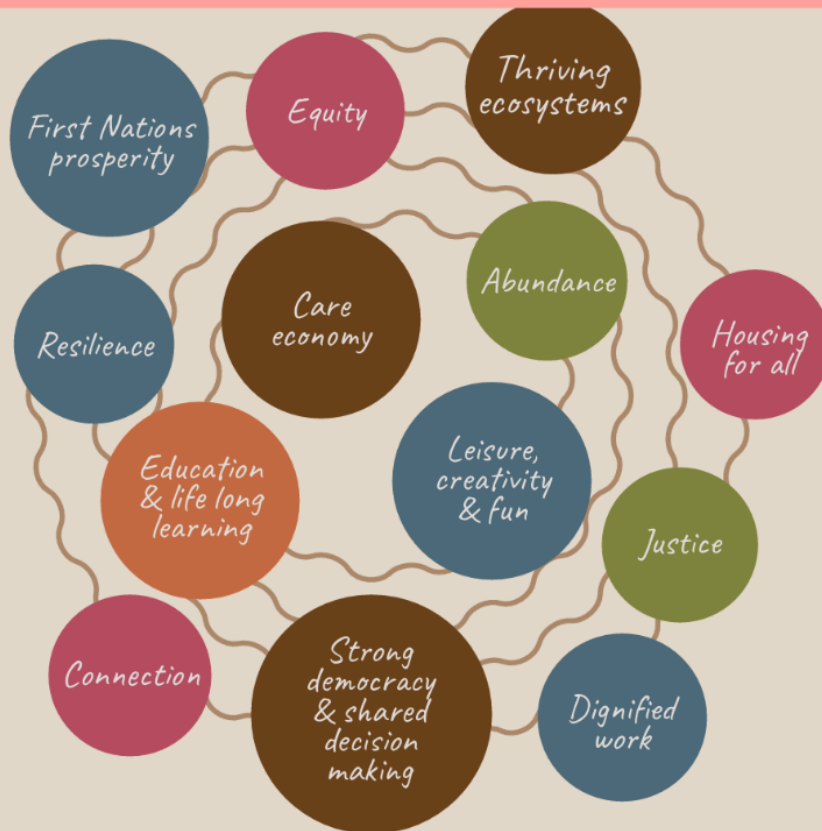 First Nations
prosperity
Equity
Thriving
ecosystems
Resilience
Care
economy
Abundance
Housing
for all
Education
& life long
learning
Leisure,
creativity
& fun
Justice
Connection
Strong
democracy
& shared
decision
making
Dignified
work